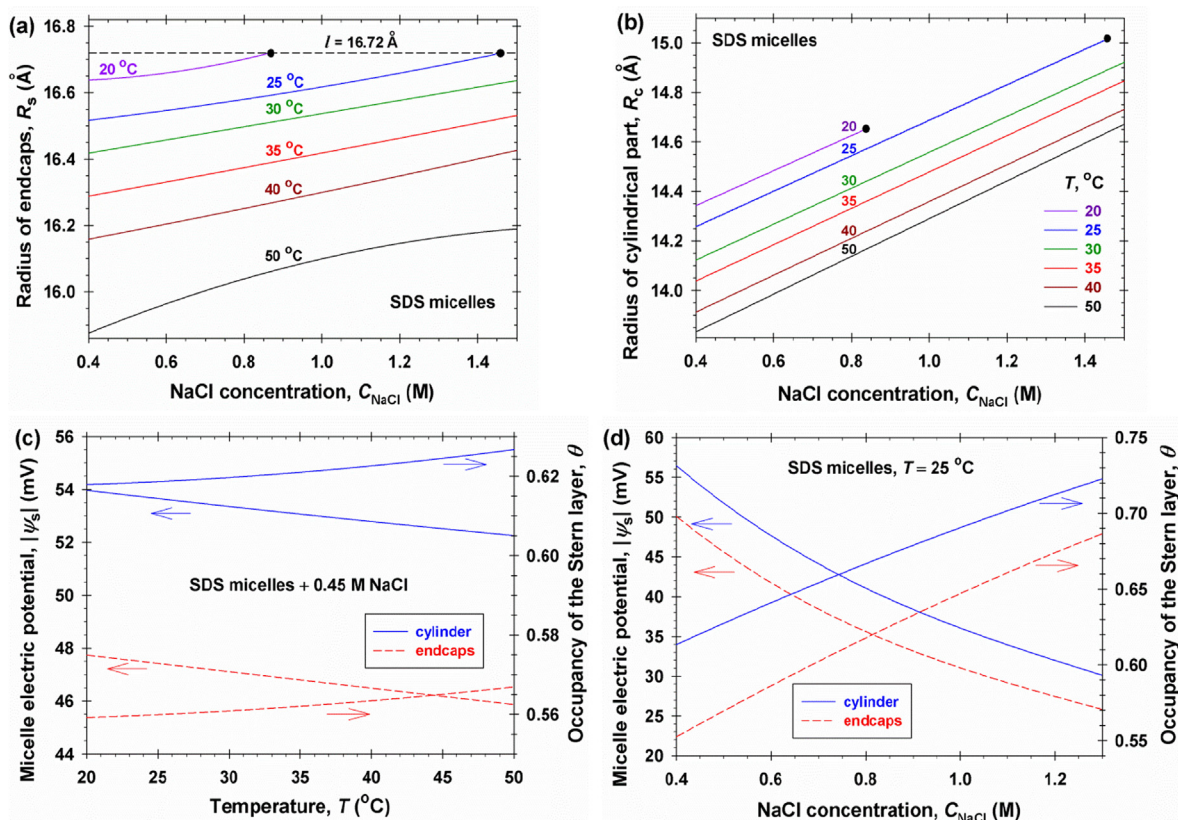 (a)
l = 16.72 Å
16.8
16.6
16.4
16.2
16.0
20 °C
25 °C
30 °C
35 °C
40 °C
50 °C
SDS micelles
Radius of endcaps, Rs (Å)
0.4
0.6
0.8
1.0
1.2
1.4
NaCl concentration, CNaCl (M)
(b)
SDS micelles
15.0
14.8
14.6
14.4
14.2
14.0
20
25
30
35
40
50
T, °C
20
25
30
35
40
50
Radius of cylindrical part, Rc (Å)
0.4
0.6
0.8
1.0
1.2
1.4
NaCl concentration, CNaCl (M)
(c)
56
54
52
50
48
46
44
Micelle electric potential, |ψs| (mV)
SDS micelles + 0.45 M NaCl
cylinder
endcaps
0.62
0.60
0.58
0.56
Occupancy of the Stern layer, θ
20
25
30
35
40
45
50
Temperature, T (°C)
(d)
60
55
50
45
40
35
30
25
20
Micelle electric potential, |ψs| (mV)
SDS micelles, T = 25 °C
cylinder
endcaps
0.75
0.70
0.65
0.60
0.55
Occupancy of the Stern layer, θ
0.4
0.6
0.8
1.0
1.2
NaCl concentration, CNaCl (M)